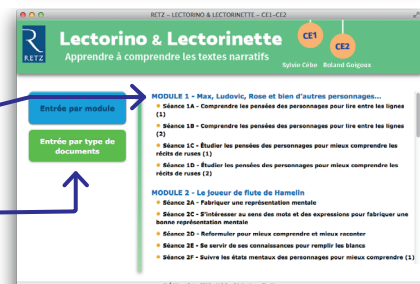 RETZ – LECTORINO & LECTORINETTE – CE1–CE2
RETZ
Lectorino & Lectorinette
Apprendre à comprendre les textes narratifs
CE1
CE2
Sylvie Cèbe Roland Goigoux
Entrée par module
Entrée par type de
documents
MODULE 1 - Max, Ludovic, Rose et bien d'autres personnages...
Séance 1A - Comprendre les pensées des personnages pour lire entre les lignes
(1)
Séance 1B - Comprendre les pensées des personnages pour lire entre les lignes
(2)
Séance 1C - Étudier les pensées des personnages pour mieux comprendre les
récits de ruses (1)
Séance 1D - Étudier les pensées des personnages pour mieux comprendre les
récits de ruses (2)
MODULE 2 - Le joueur de flute de Hamelin
Séance 2A - Fabriquer une représentation mentale
Séance 2C - S'intéresser au sens des mots et des expressions pour fabriquer une
bonne représentation mentale
Séance 2D - Reformuler pour mieux comprendre et mieux raconter
Séance 2E - Se servir de ses connaissances pour remplir les blancs
Séance 2F - Suivre les états mentaux des personnages pour mieux comprendre (1)